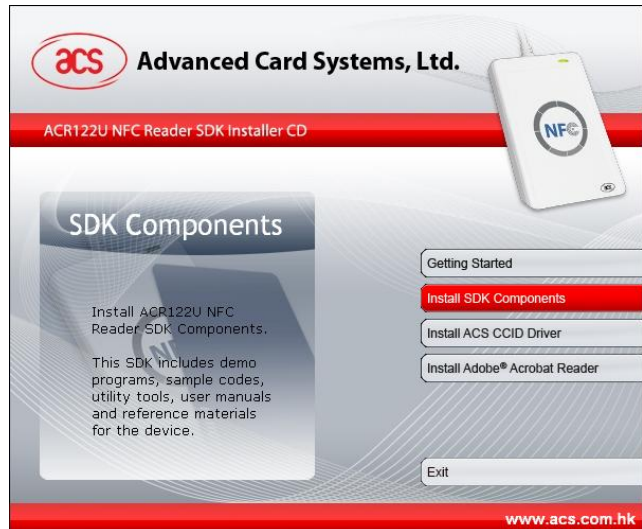 acs Advanced Card Systems, Ltd.
ACR122U NFC Reader SDK Installer CD
NFC
SDK Components
Install ACR122U NFC
Reader SDK Components.
This SDK includes demo
programs, sample codes,
utility tools, user manuals
and reference materials
for the device.
Getting Started
Install SDK Components
Install ACS CCID Driver
Install Adobe® Acrobat Reader
Exit
www.acs.com.hk